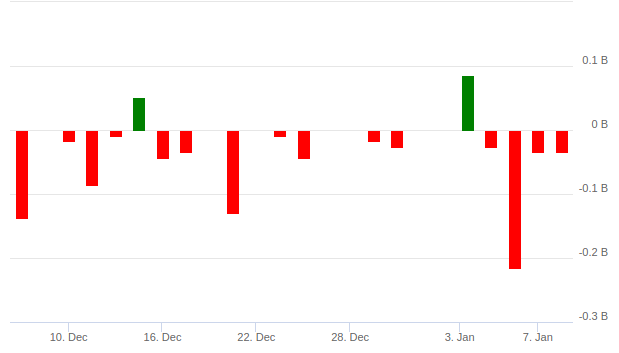 0.1 B
0 B
-0.1 B
-0.2 B
-0.3 B
10. Dec 16. Dec 22. Dec 28. Dec 3. Jan 7. Jan